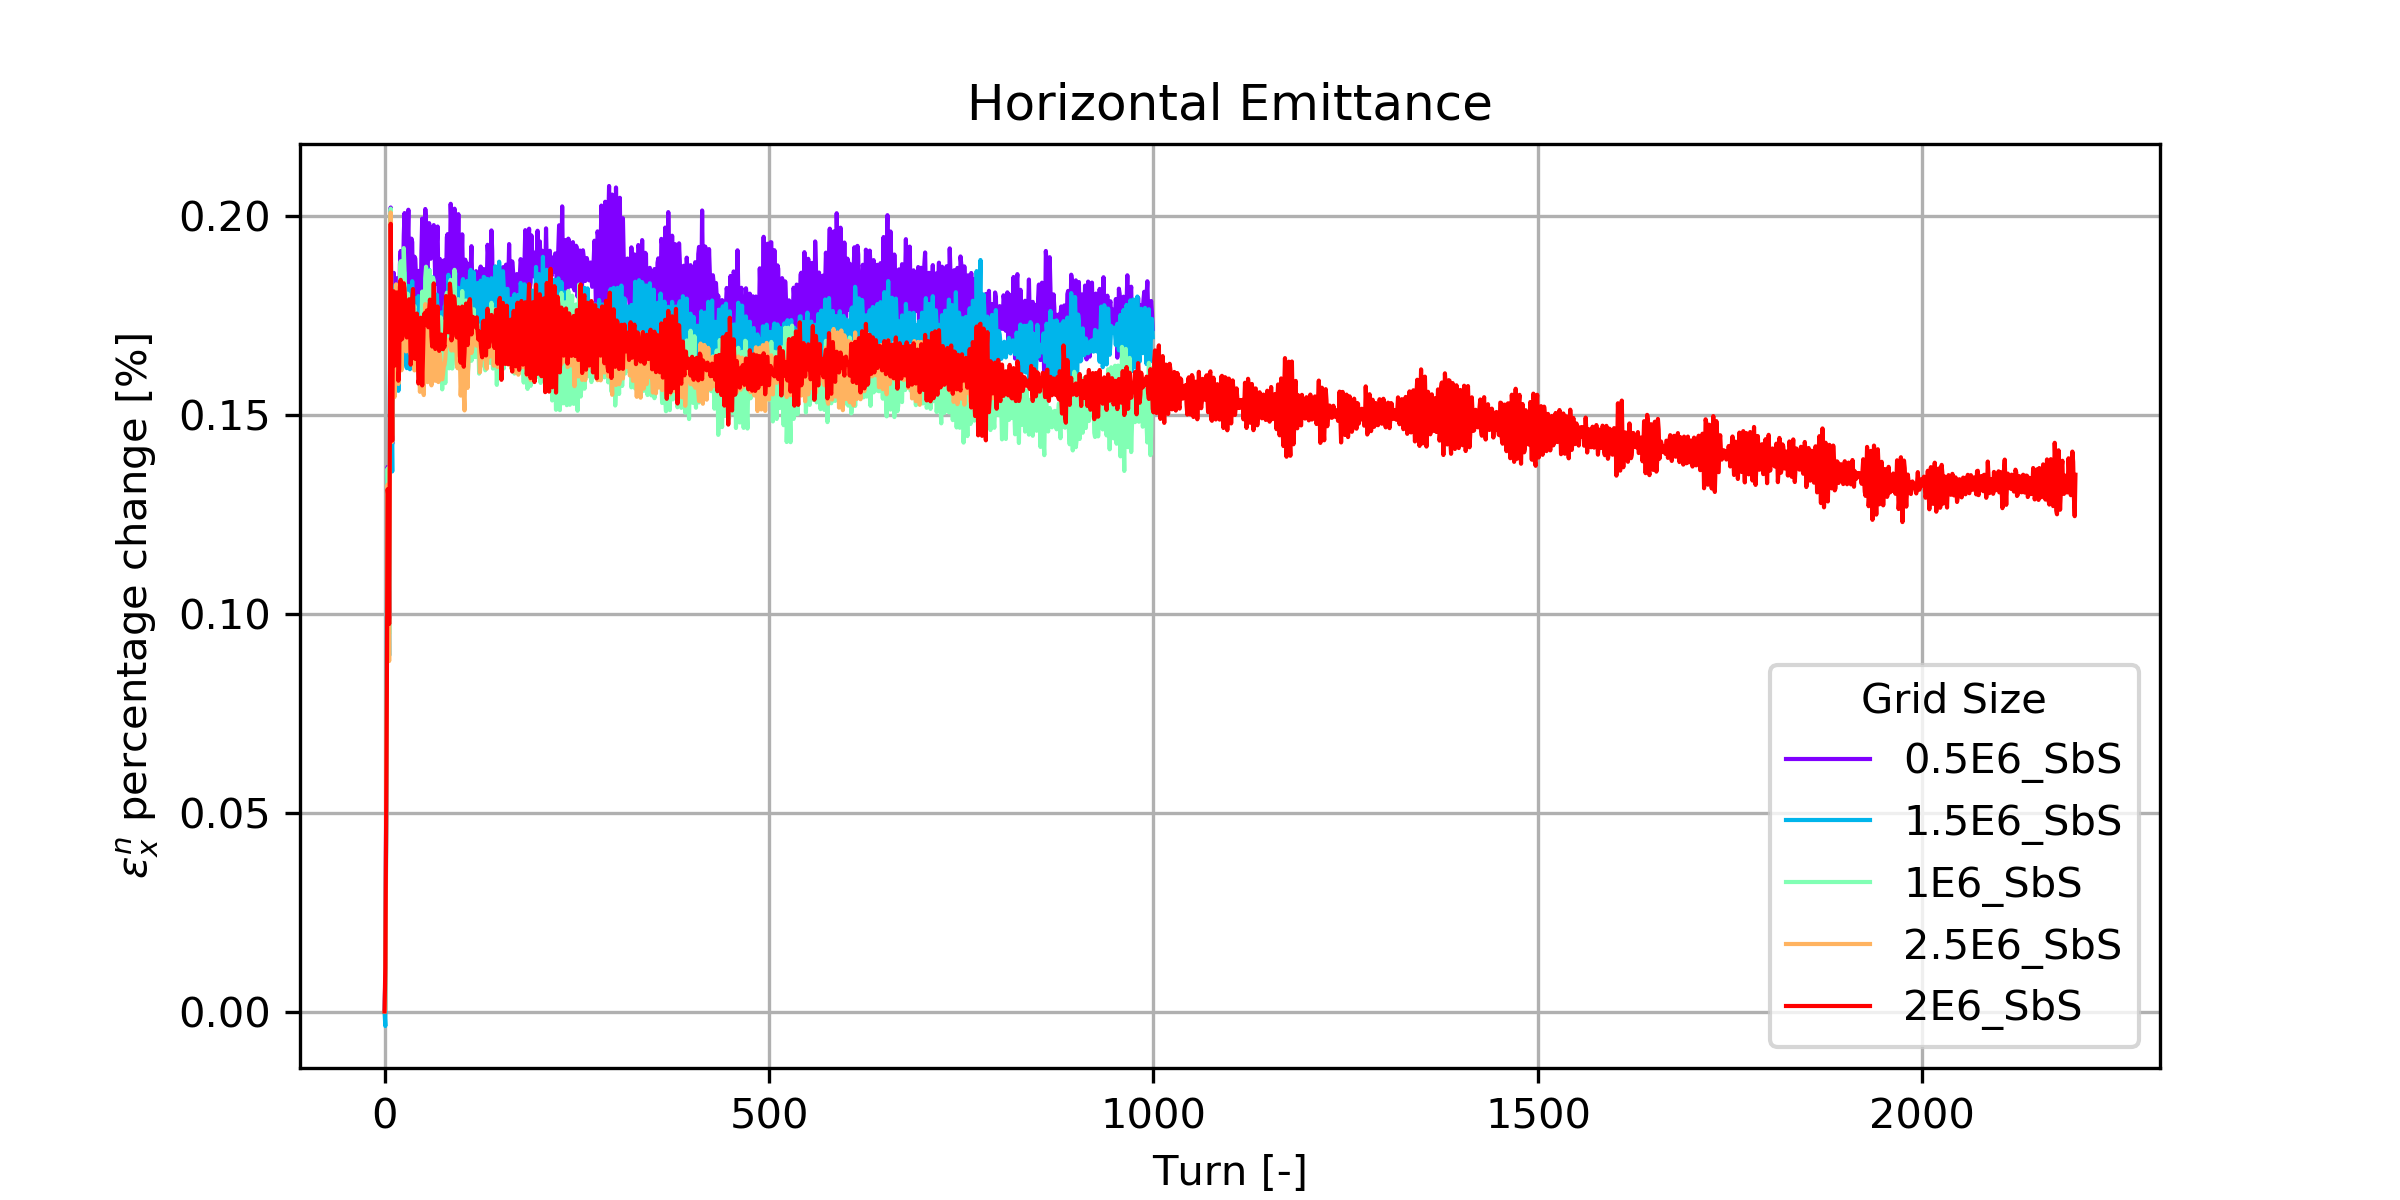 Horizontal Emittance
ε_x^n percentage change [%]
0.20
0.15
0.10
0.05
0.00
0 500 1000 1500 2000
Turn [-]
Grid Size
0.5E6_SbS
1.5E6_SbS
1E6_SbS
2.5E6_SbS
2E6_SbS